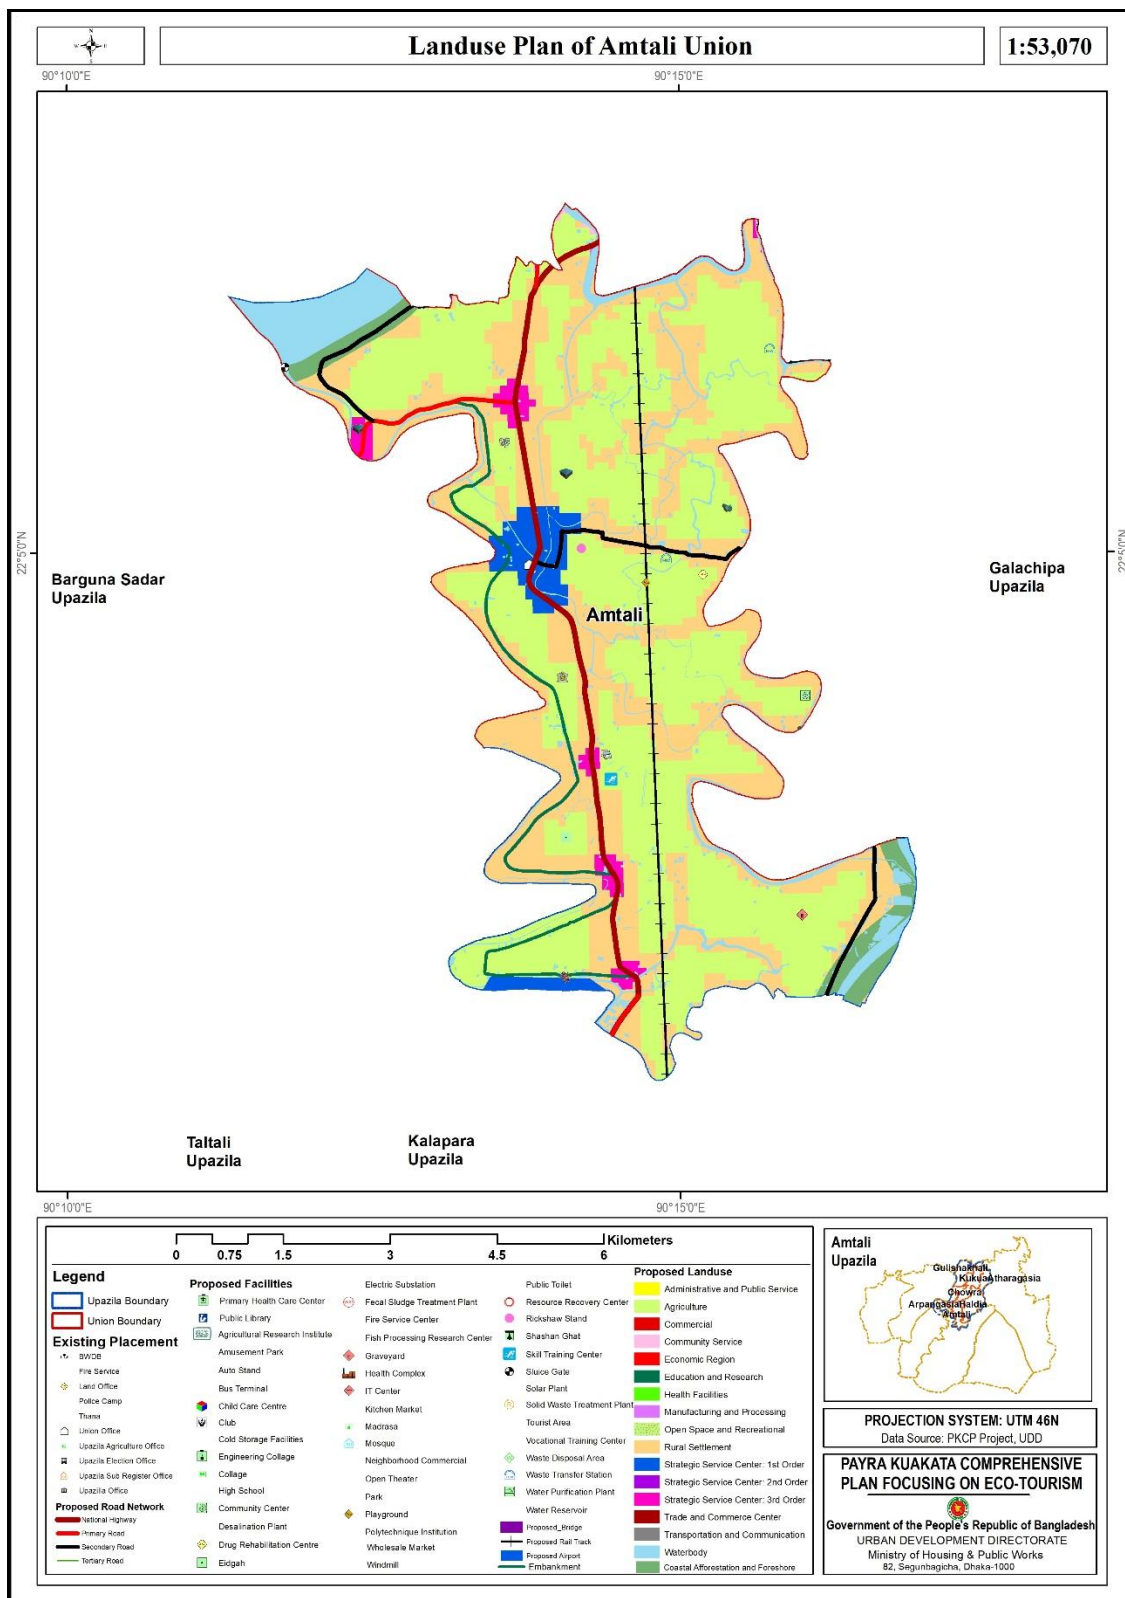 N
W
E
S
Landuse Plan of Amtali Union
1:53,070
90°10'0"E
90°15'0"E
22°5'0"N
22°5'0"N
Barguna Sadar
Upazila
Galachipa
Upazila
Amtali
Taltali
Upazila
Kalapara
Upazila
90°10'0"E
90°15'0"E
Kilometers
0 0.75 1.5 3 4.5 6
Legend
Upazila Boundary
Union Boundary
Existing Placement
BWDB
Fire Service
Land Office
Police Camp
Thana
Union Office
Upazila Agriculture Office
Upazila Election Office
Upazila Sub Register Office
Upazila Office
Proposed Road Network
National Highway
Primary Road
Secondary Road
Tertiary Road
Proposed Facilities
Primary Health Care Center
Public Library
Agricultural Research Institute
Amusement Park
Auto Stand
Bus Terminal
Child Care Centre
Club
Cold Storage Facilities
Engineering Collage
Collage
High School
Community Center
Desalination Plant
Drug Rehabilitation Centre
Eidgah
Electric Substation
Fecal Sludge Treatment Plant
Fire Service Center
Fish Processing Research Center
Graveyard
Health Complex
IT Center
Kitchen Market
Madrasa
Mosque
Neighborhood Commercial
Open Theater
Park
Playground
Polytechnique Institution
Wholesale Market
Windmill
Public Toilet
Resource Recovery Center
Rickshaw Stand
Shashan Ghat
Skill Training Center
Sluice Gate
Solar Plant
Solid Waste Treatment Plant
Tourist Area
Vocational Training Center
Waste Disposal Area
Waste Transfer Station
Water Purification Plant
Water Reservoir
Proposed_Bridge
Proposed Rail Track
Proposed Airport
Embankment
Proposed Landuse
Administrative and Public Service
Agriculture
Commercial
Community Service
Economic Region
Education and Research
Health Facilities
Manufacturing and Processing
Open Space and Recreational
Rural Settlement
Strategic Service Center: 1st Order
Strategic Service Center: 2nd Order
Strategic Service Center: 3rd Order
Trade and Commerce Center
Transportation and Communication
Waterbody
Coastal Afforestation and Foreshore
Amtali
Upazila
Gulishakhali
Kukua
Atharagasia
Chowra
Arpangasia
Haldia
Amtali
PROJECTION SYSTEM: UTM 46N
Data Source: PKCP Project, UDD
PAYRA KUAKATA COMPREHENSIVE
PLAN FOCUSING ON ECO-TOURISM
Government of the People's Republic of Bangladesh
URBAN DEVELOPMENT DIRECTORATE
Ministry of Housing & Public Works
82, Segunbagicha, Dhaka-1000